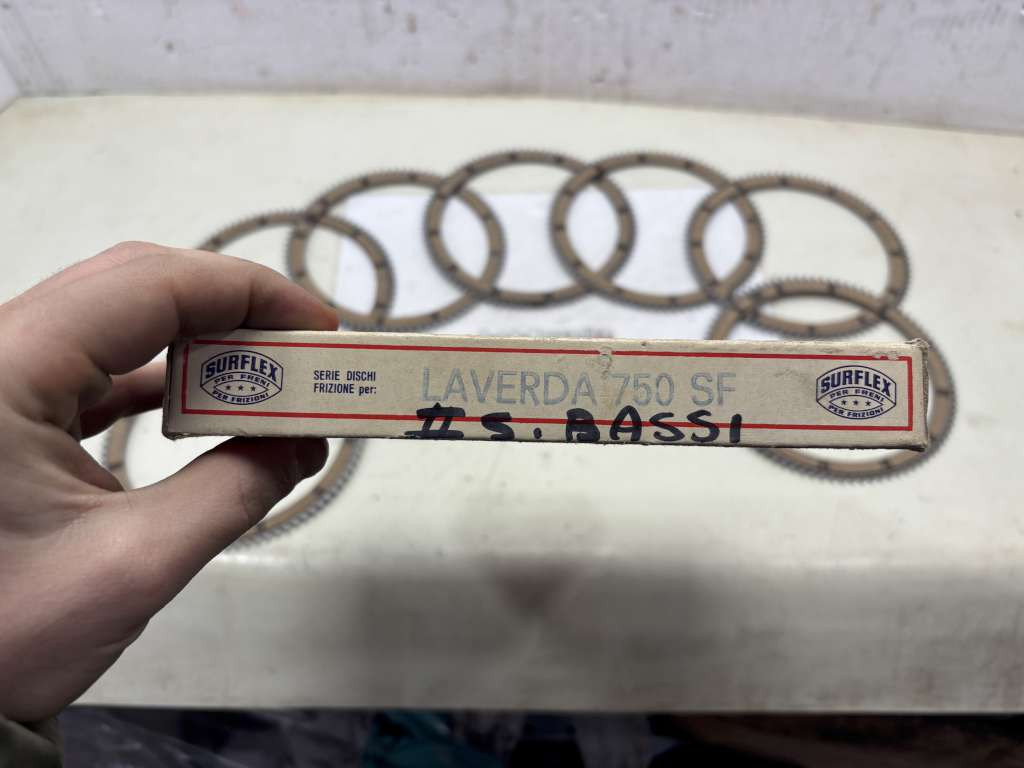 SURFLEX
PER FRENI
PER FRIZIONI
SERIE DISCHI
FRIZIONE per:
LAVERDA 750 SF
II S. BASSI
SURFLEX
PER FRENI
PER FRIZIONI